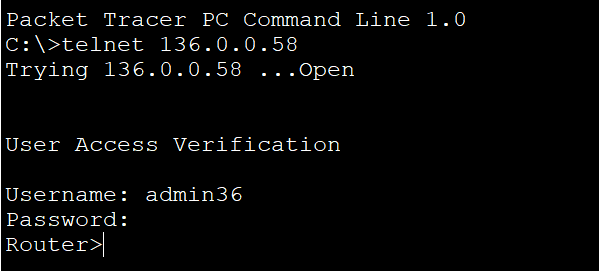 Packet Tracer PC Command Line 1.0
C:\>telnet 136.0.0.58
Trying 136.0.0.58 ...Open
User Access Verification
Username: admin36
Password:
Router>